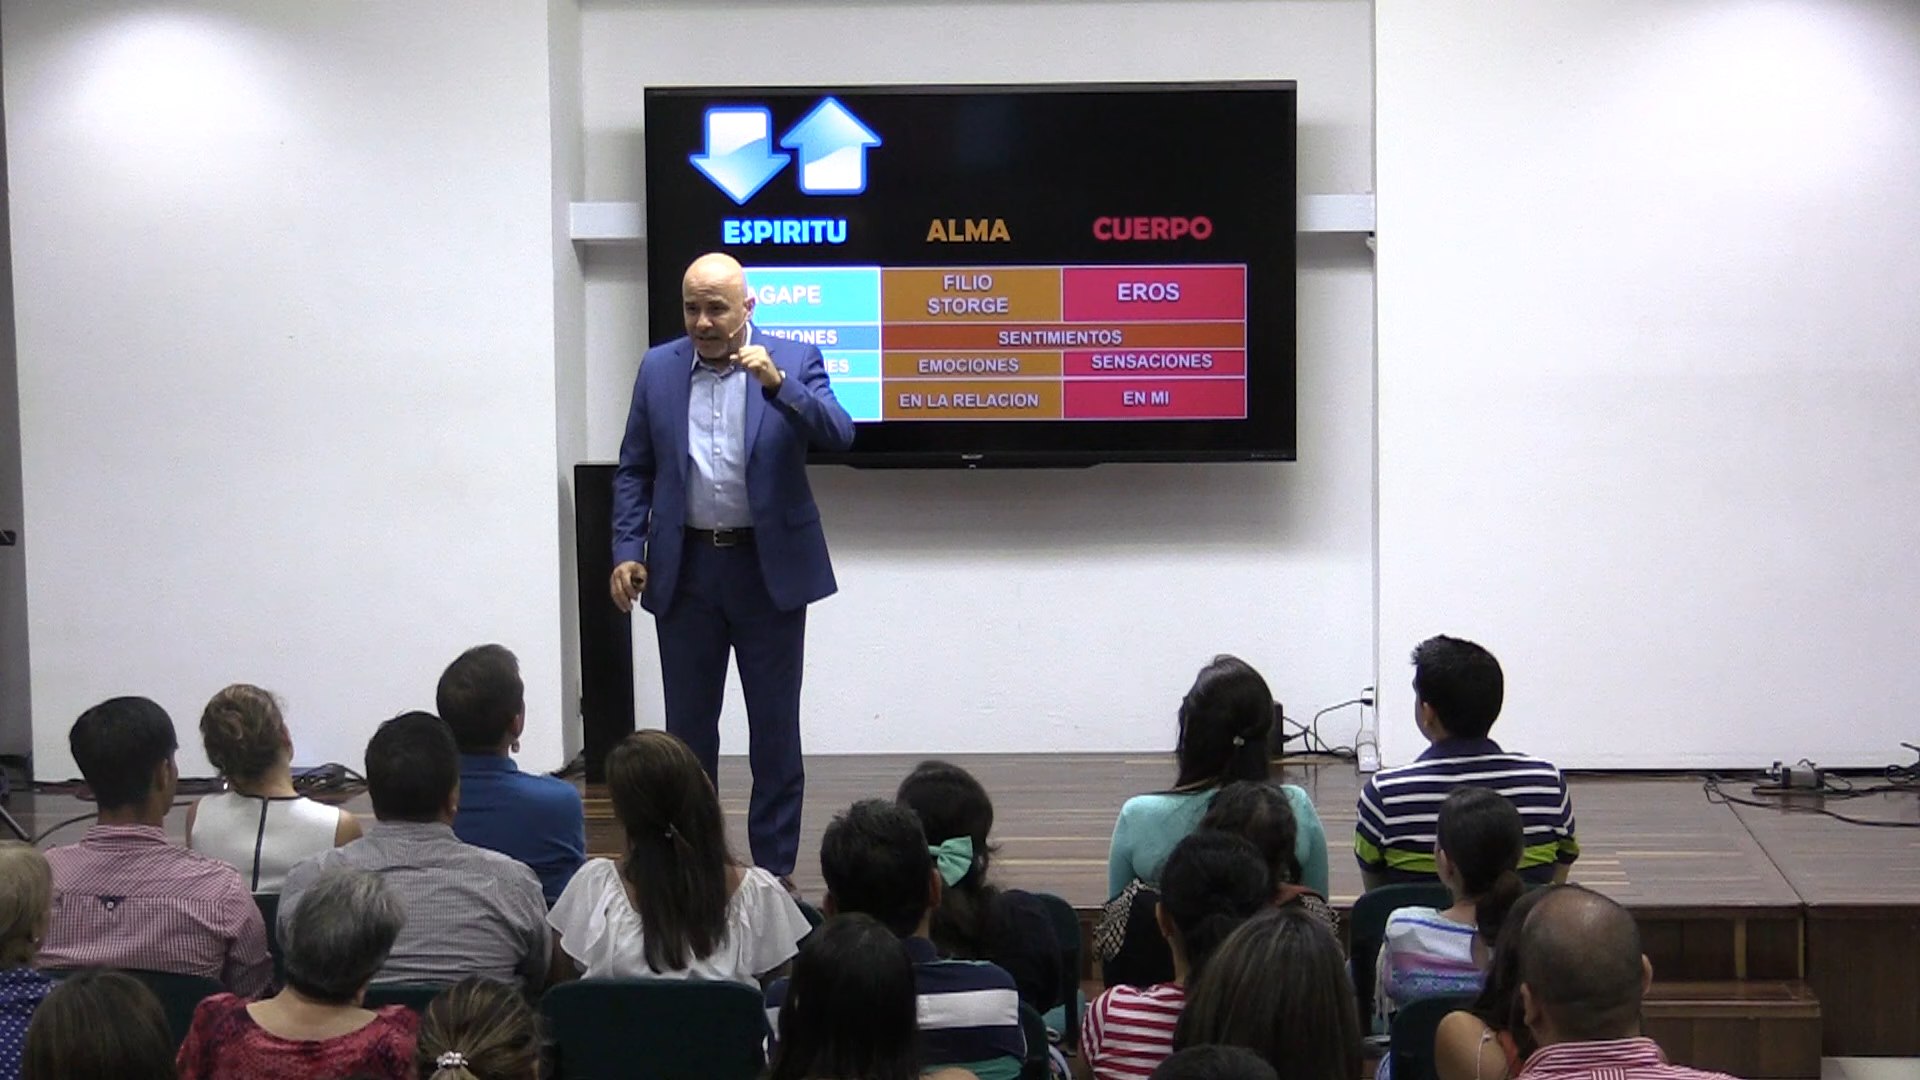 ESPIRITU ALMA CUERPO
AGAPE FILIO STORGE EROS
SENTIMIENTOS
EMOCIONES SENSACIONES
EN LA RELACION EN MI